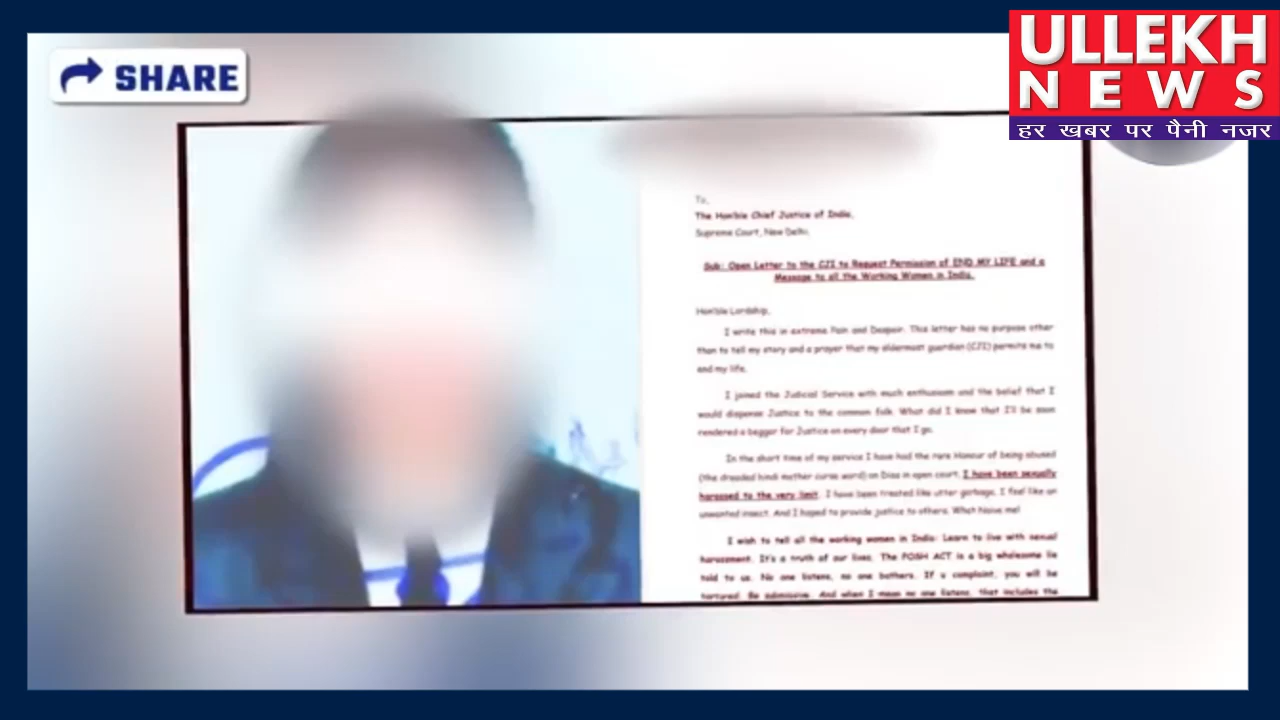 SHARE
ULLEKH
NEWS
हर खबर पर पैनी नजर
To,
The Hon'ble Chief Justice of India,
Supreme Court, New Delhi.
Sub:- Open Letter to the CJI to Request Permission of END MY LIFE and a
Message to all the Working Women in India.
Hon'ble Lordship,
I write this in extreme Pain and Despair. This letter has no purpose other
than to tell my story and a prayer that my eldermost guardian (CJI) permits me to
end my life.
I joined the Judicial Service with much enthusiasm and the belief that I
would dispense Justice to the common folk. What did I know that I'll be soon
rendered a beggar for Justice on every door that I go.
In the short time of my service I have had the rare Honour of being abused
(the dreaded hindi mother curse word) on Dias in open court. I have been sexually
harassed to the very limit. I have been treated like utter garbage. I feel like an
unwanted insect. And I hoped to provide justice to others. What Naive me!
I wish to tell all the working women in India: Learn to live with sexual
harassment. It's a truth of our lives. The POSH ACT is a big wholesome lie
told to us. No one listens, no one bothers. If u complaint, you will be
tortured. Be submissive. And when I mean no one listens, that includes the